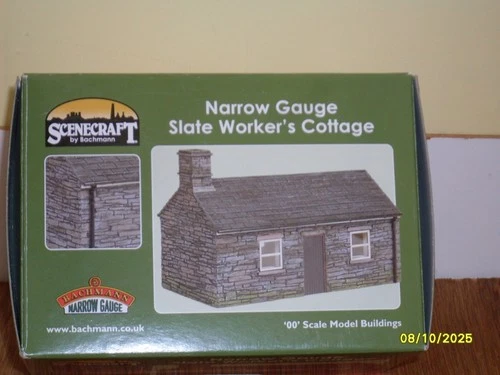 SCENECRAFT
by Bachmann
Narrow Gauge
Slate Worker's Cottage
BACHMANN
NARROW GAUGE
www.bachmann.co.uk
'00' Scale Model Buildings
08/10/2025